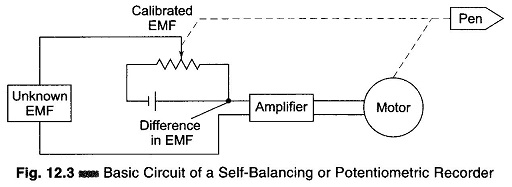 Calibrated
EMF
Pen
Unknown
EMF
Amplifier
Motor
Difference
in EMF
Fig. 12.3 Basic Circuit of a Self-Balancing or Potentiometric Recorder